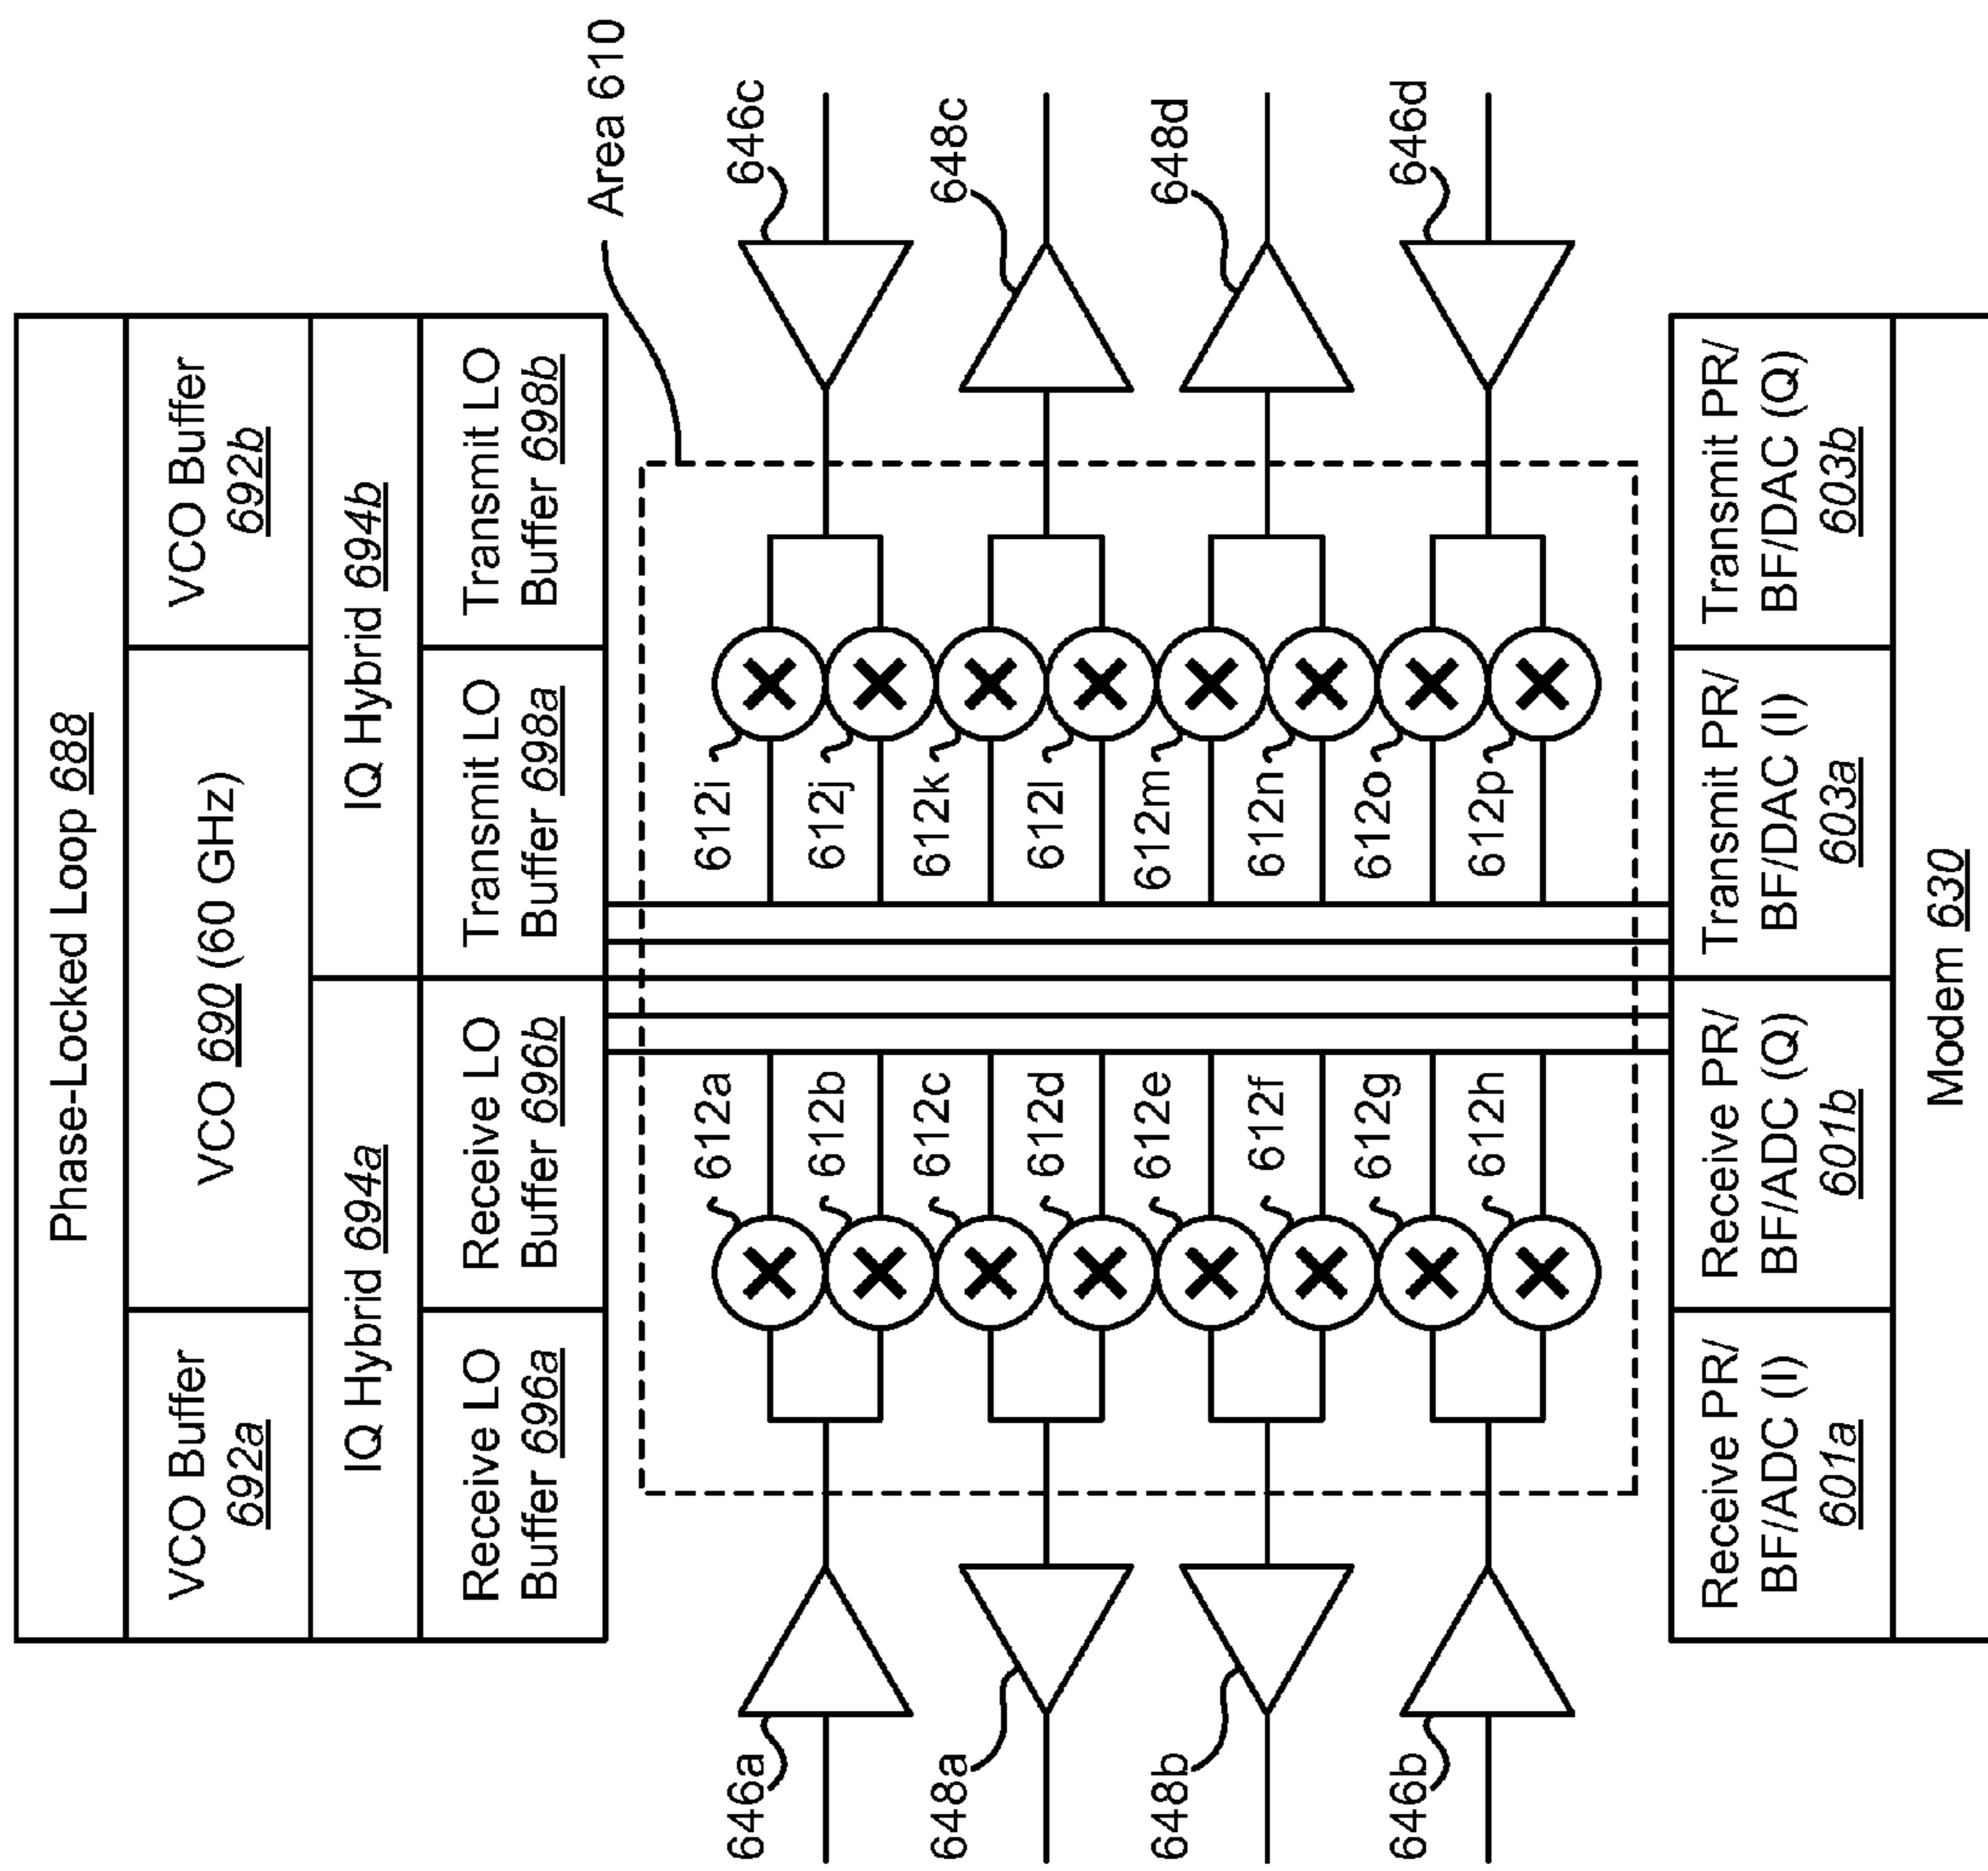 Phase-Locked Loop 688
VCO Buffer
692a
VCO 690 (60 GHz)
VCO Buffer
692b
IQ Hybrid 694a
IQ Hybrid 694b
Receive LO
Buffer 696a
Receive LO
Buffer 696b
Transmit LO
Buffer 698a
Transmit LO
Buffer 698b
Area 610
646a
648a
648b
646b
612a
612b
612c
612d
612e
612f
612g
612h
612i
612j
612k
612l
612m
612n
612o
612p
646c
648c
648d
646d
Receive PR/
BF/ADC (I)
601a
Receive PR/
BF/ADC (Q)
601b
Transmit PR/
BF/DAC (I)
603a
Transmit PR/
BF/DAC (Q)
603b
Modem 630